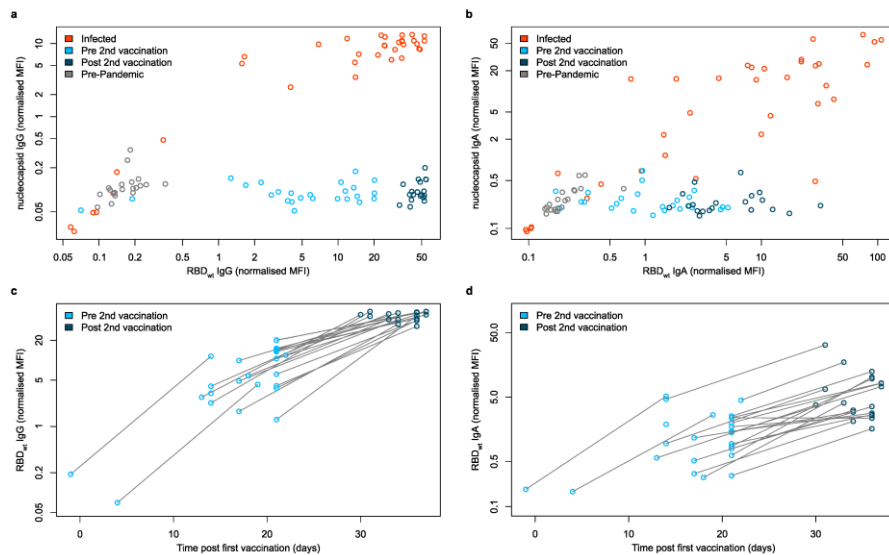 a
Infected
Pre 2nd vaccination
Post 2nd vaccination
Pre-Pandemic
nucleocapsid IgG (normalised MFI)
10
5
2
1
0.5
0.2
0.1
0.05
0.05 0.1 0.2 0.5 1 2 5 10 20 50
RBDwt IgG (normalised MFI)
b
Infected
Pre 2nd vaccination
Post 2nd vaccination
Pre-Pandemic
nucleocapsid IgA (normalised MFI)
50
20
5
2
0.5
0.2
0.1
0.1 0.2 0.5 1 2 5 10 20 50 100
RBDwt IgA (normalised MFI)
c
Pre 2nd vaccination
Post 2nd vaccination
RBDwt IgG (normalised MFI)
20
5
1
0.2
0.05
0 10 20 30
Time post first vaccination (days)
d
Pre 2nd vaccination
Post 2nd vaccination
RBDwt IgA (normalised MFI)
50.0
5.0
0.5
0.1
0 10 20 30
Time post first vaccination (days)